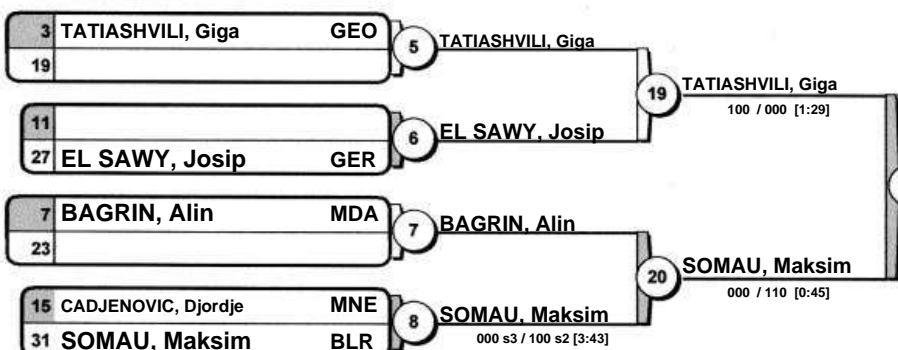 3 TATIASHVILI, Giga GEO
19
5 TATIASHVILI, Giga
19 TATIASHVILI, Giga
100 / 000 [1:29]
11
27 EL SAWY, Josip GER
6 EL SAWY, Josip
7 BAGRIN, Alin MDA
23
7 BAGRIN, Alin
20 SOMAU, Maksim
000 / 110 [0:45]
15 CADJENOVIC, Djordje MNE
31 SOMAU, Maksim BLR
8 SOMAU, Maksim
000 s3 / 100 s2 [3:43]